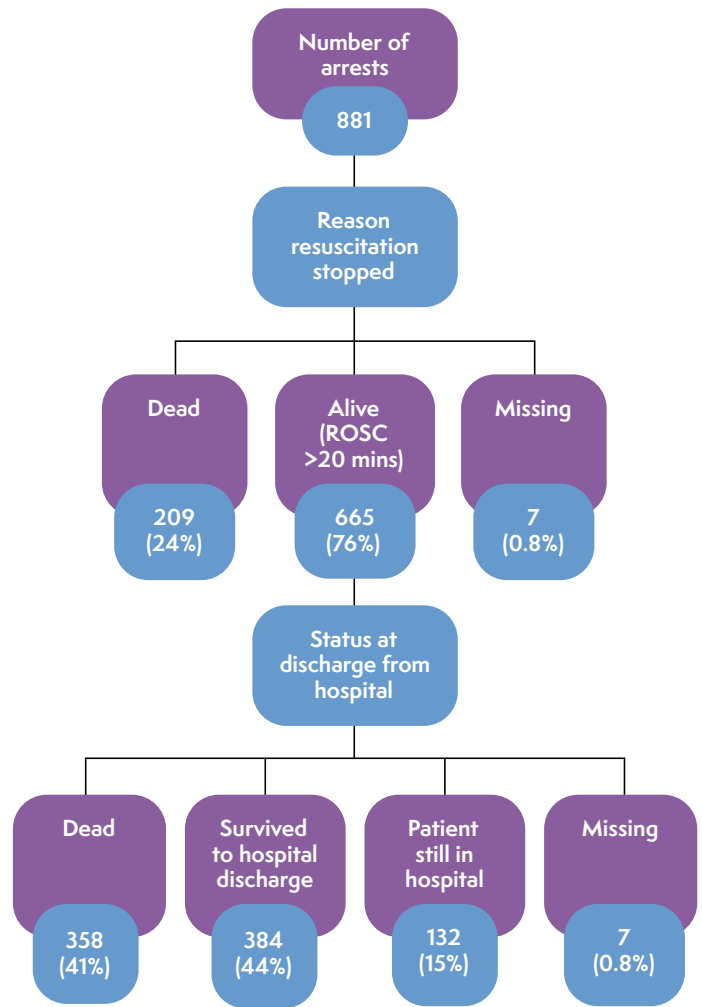 Number of
arrests
881
Reason
resuscitation
stopped
Dead
209
(24%)
Alive
(ROSC
>20 mins)
665
(76%)
Missing
7
(0.8%)
Status at
discharge from
hospital
Dead
358
(41%)
Survived
to hospital
discharge
384
(44%)
Patient
still in
hospital
132
(15%)
Missing
7
(0.8%)